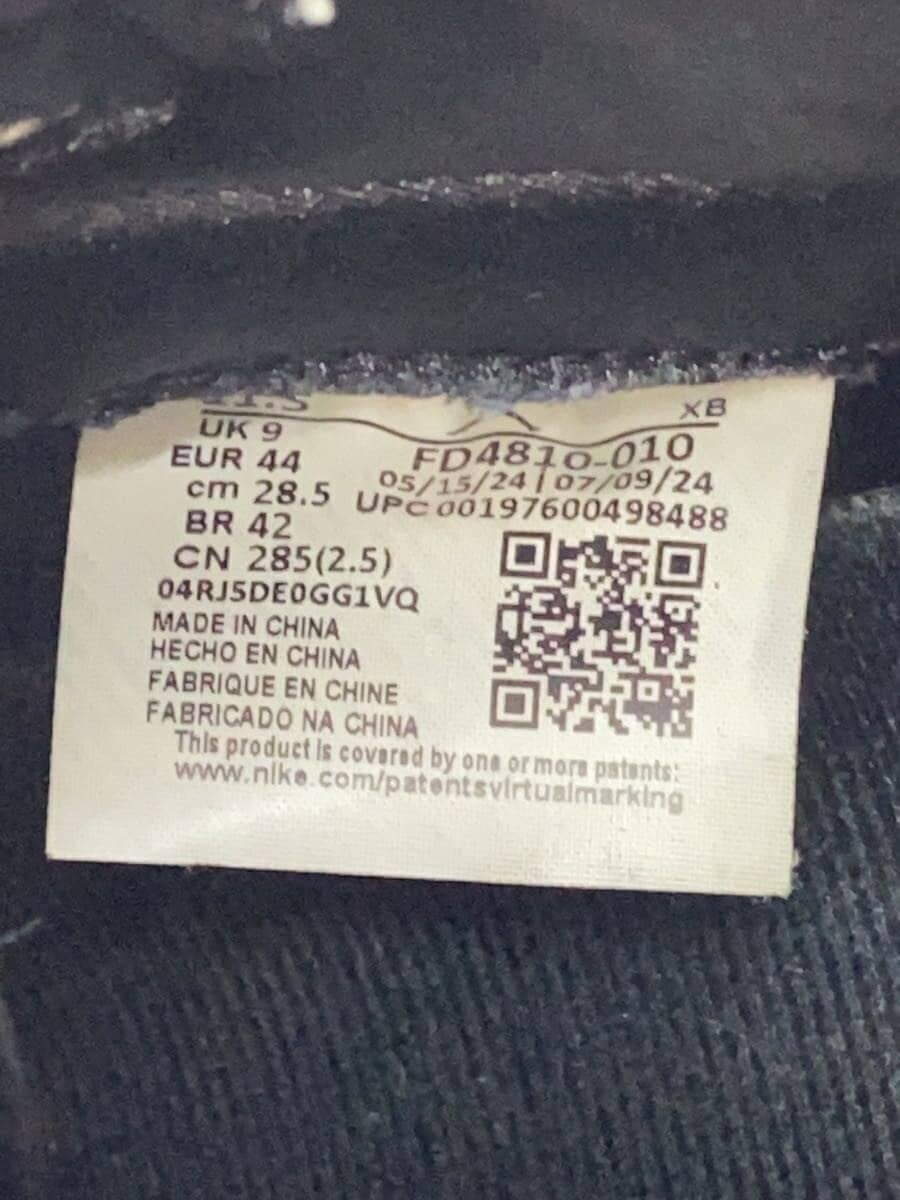 XB
UK 9
EUR 44
FD4810-010
cm 28.5
05/15/24 | 07/09/24
BR 42
UPC 00197600498488
CN 285(2.5)
04RJ5DE0GG1VQ
MADE IN CHINA
HECHO EN CHINA
FABRIQUE EN CHINE
FABRICADO NA CHINA
This product is covered by one or more patents:
www.nike.com/patentsvirtualmarking